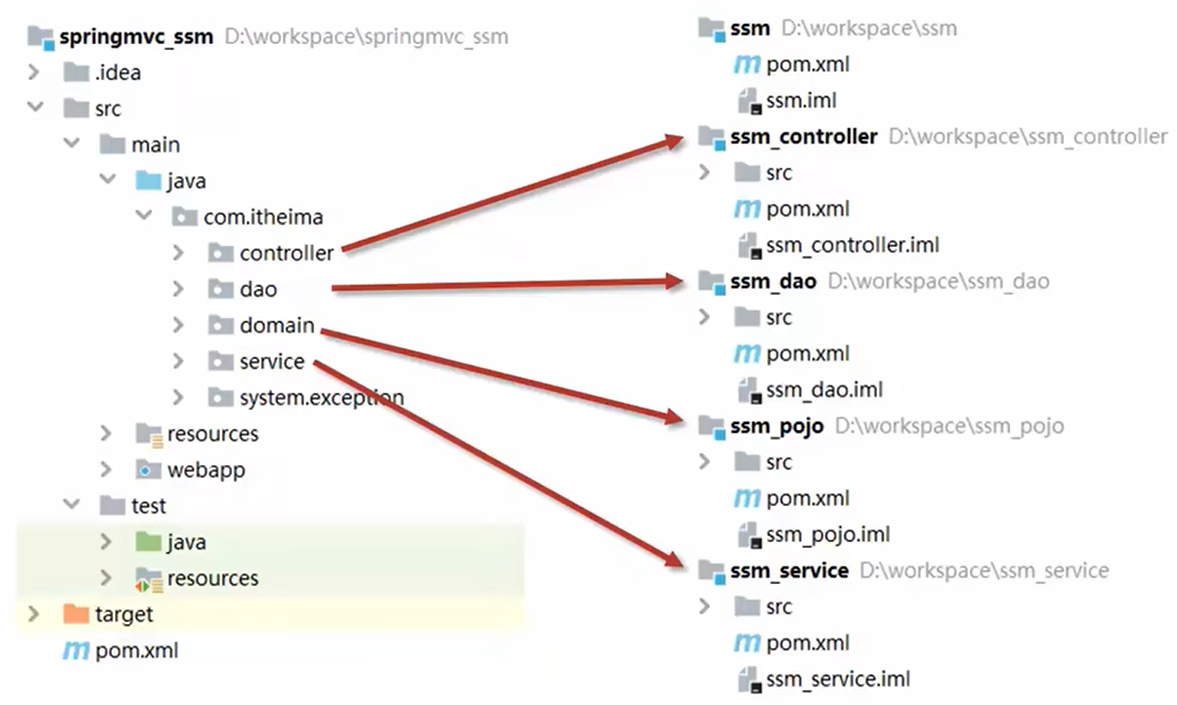 springmvc_ssm D:\workspace\springmvc_ssm
.idea
src
main
java
com.itheima
controller
dao
domain
service
system.exception
resources
webapp
test
java
resources
target
pom.xml
ssm D:\workspace\ssm
pom.xml
ssm.iml
ssm_controller D:\workspace\ssm_controller
src
pom.xml
ssm_controller.iml
ssm_dao D:\workspace\ssm_dao
src
pom.xml
ssm_dao.iml
ssm_pojo D:\workspace\ssm_pojo
src
pom.xml
ssm_pojo.iml
ssm_service D:\workspace\ssm_service
src
pom.xml
ssm_service.iml